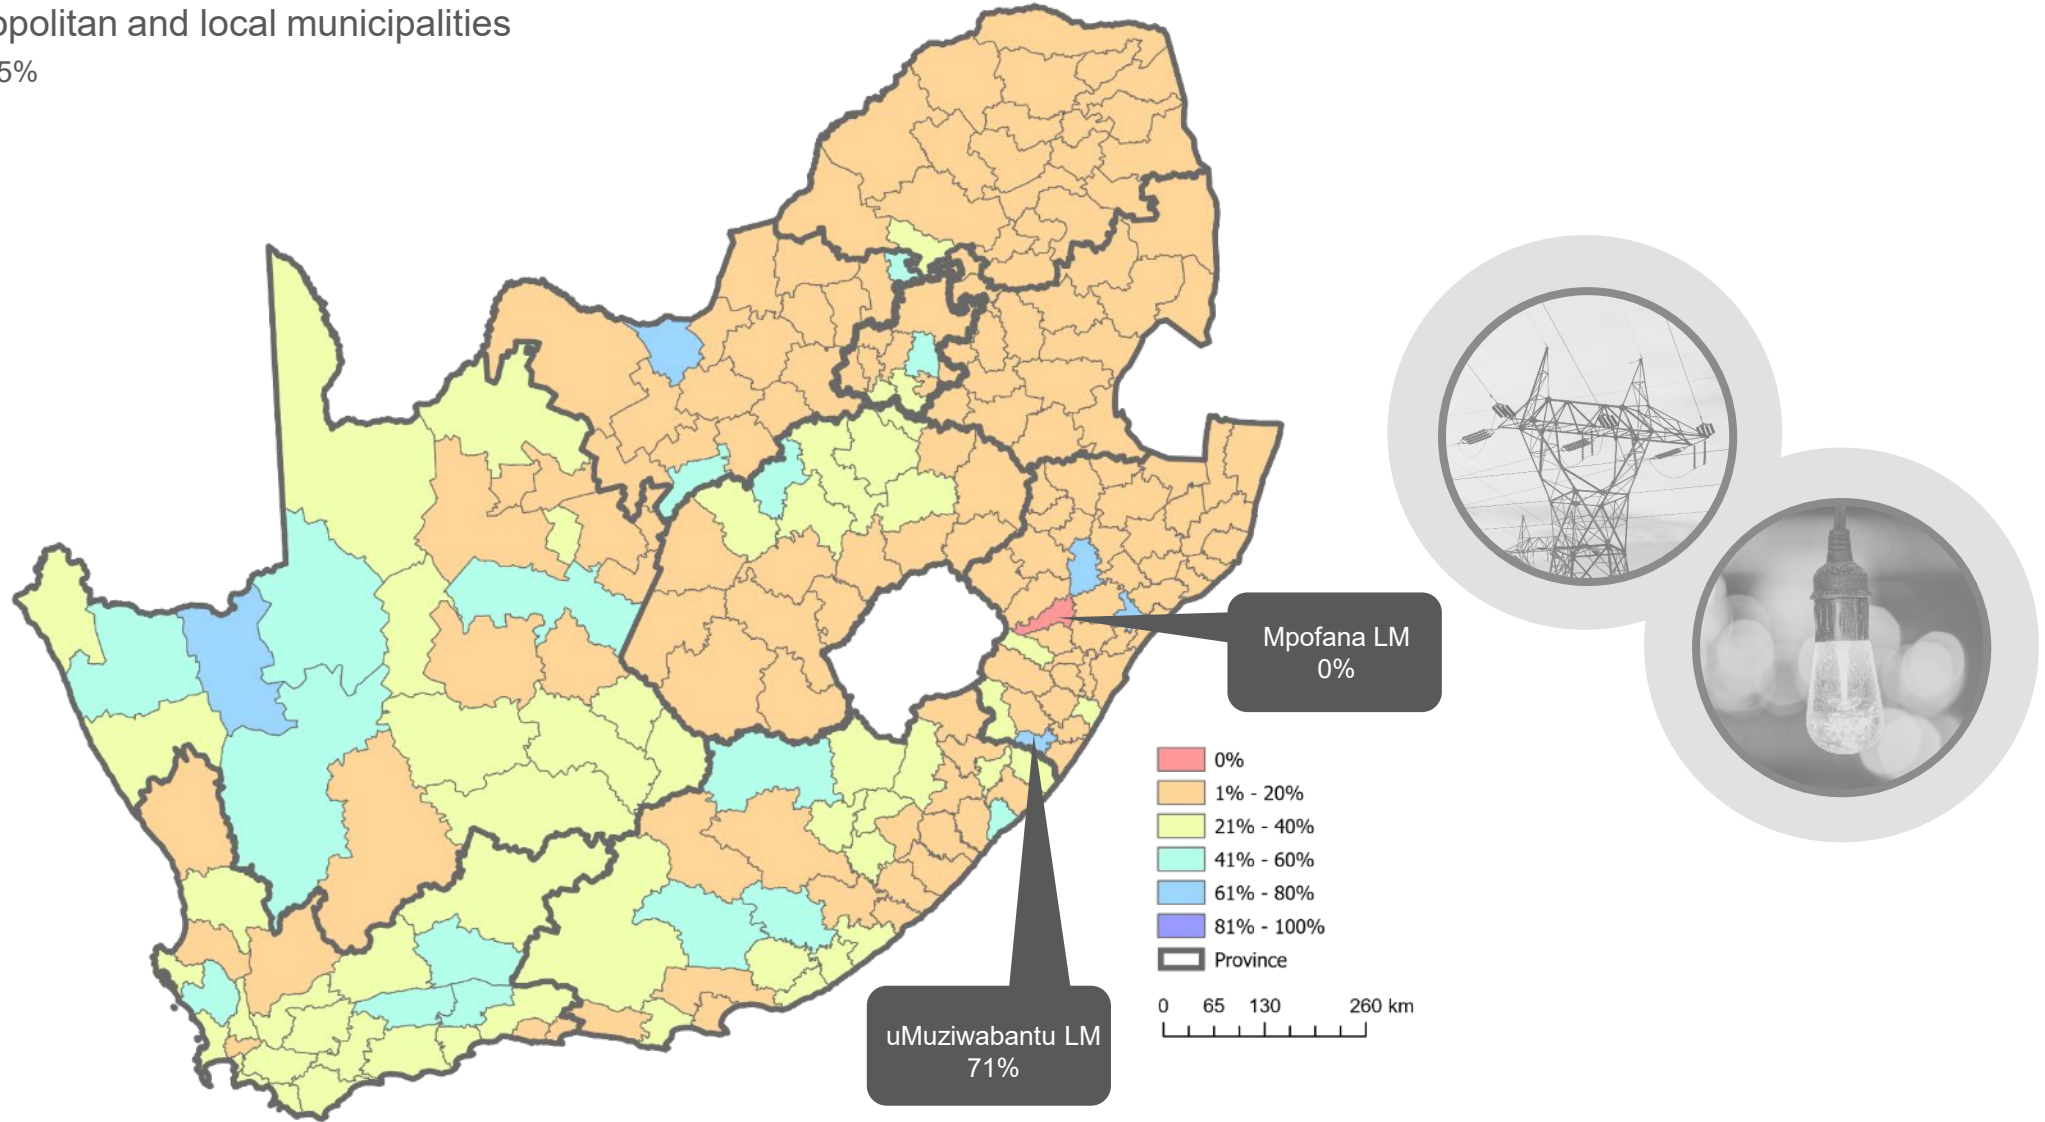 opolitan and local municipalities
5%
Mpofana LM
0%
0%
1% - 20%
21% - 40%
41% - 60%
61% - 80%
81% - 100%
Province
0 65 130 260 km
uMuziwabantu LM
71%